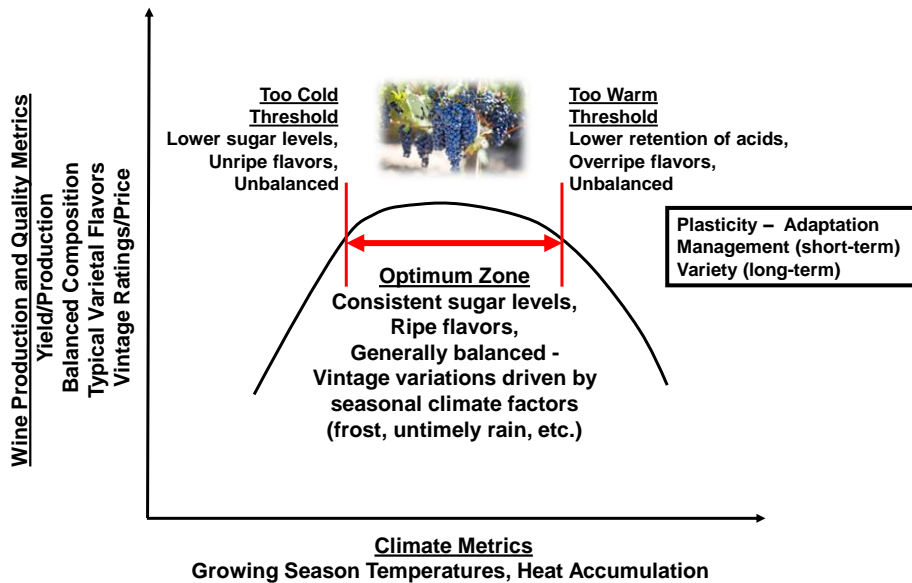 Too Cold
Threshold
Lower sugar levels,
Unripe flavors,
Unbalanced
Too Warm
Threshold
Lower retention of acids,
Overripe flavors,
Unbalanced
Wine Production and Quality Metrics
Yield/Production
Balanced Composition
Typical Varietal Flavors
Vintage Ratings/Price
Plasticity – Adaptation
Management (short-term)
Variety (long-term)
Optimum Zone
Consistent sugar levels,
Ripe flavors,
Generally balanced -
Vintage variations driven by
seasonal climate factors
(frost, untimely rain, etc.)
Climate Metrics
Growing Season Temperatures, Heat Accumulation